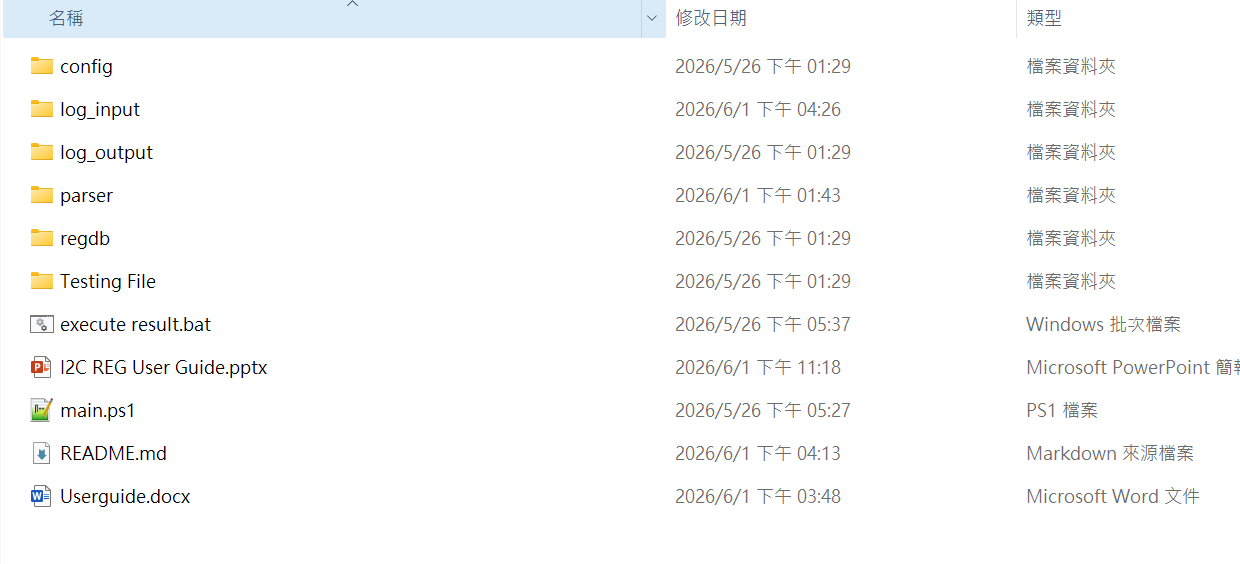 名稱 修改日期 類型
config 2026/5/26 下午 01:29 檔案資料夾
log_input 2026/6/1 下午 04:26 檔案資料夾
log_output 2026/5/26 下午 01:29 檔案資料夾
parser 2026/6/1 下午 01:43 檔案資料夾
regdb 2026/5/26 下午 01:29 檔案資料夾
Testing File 2026/5/26 下午 01:29 檔案資料夾
execute result.bat 2026/5/26 下午 05:37 Windows 批次檔案
I2C REG User Guide.pptx 2026/6/1 下午 11:18 Microsoft PowerPoint 簡
main.ps1 2026/5/26 下午 05:27 PS1 檔案
README.md 2026/6/1 下午 04:13 Markdown 來源檔案
Userguide.docx 2026/6/1 下午 03:48 Microsoft Word 文件